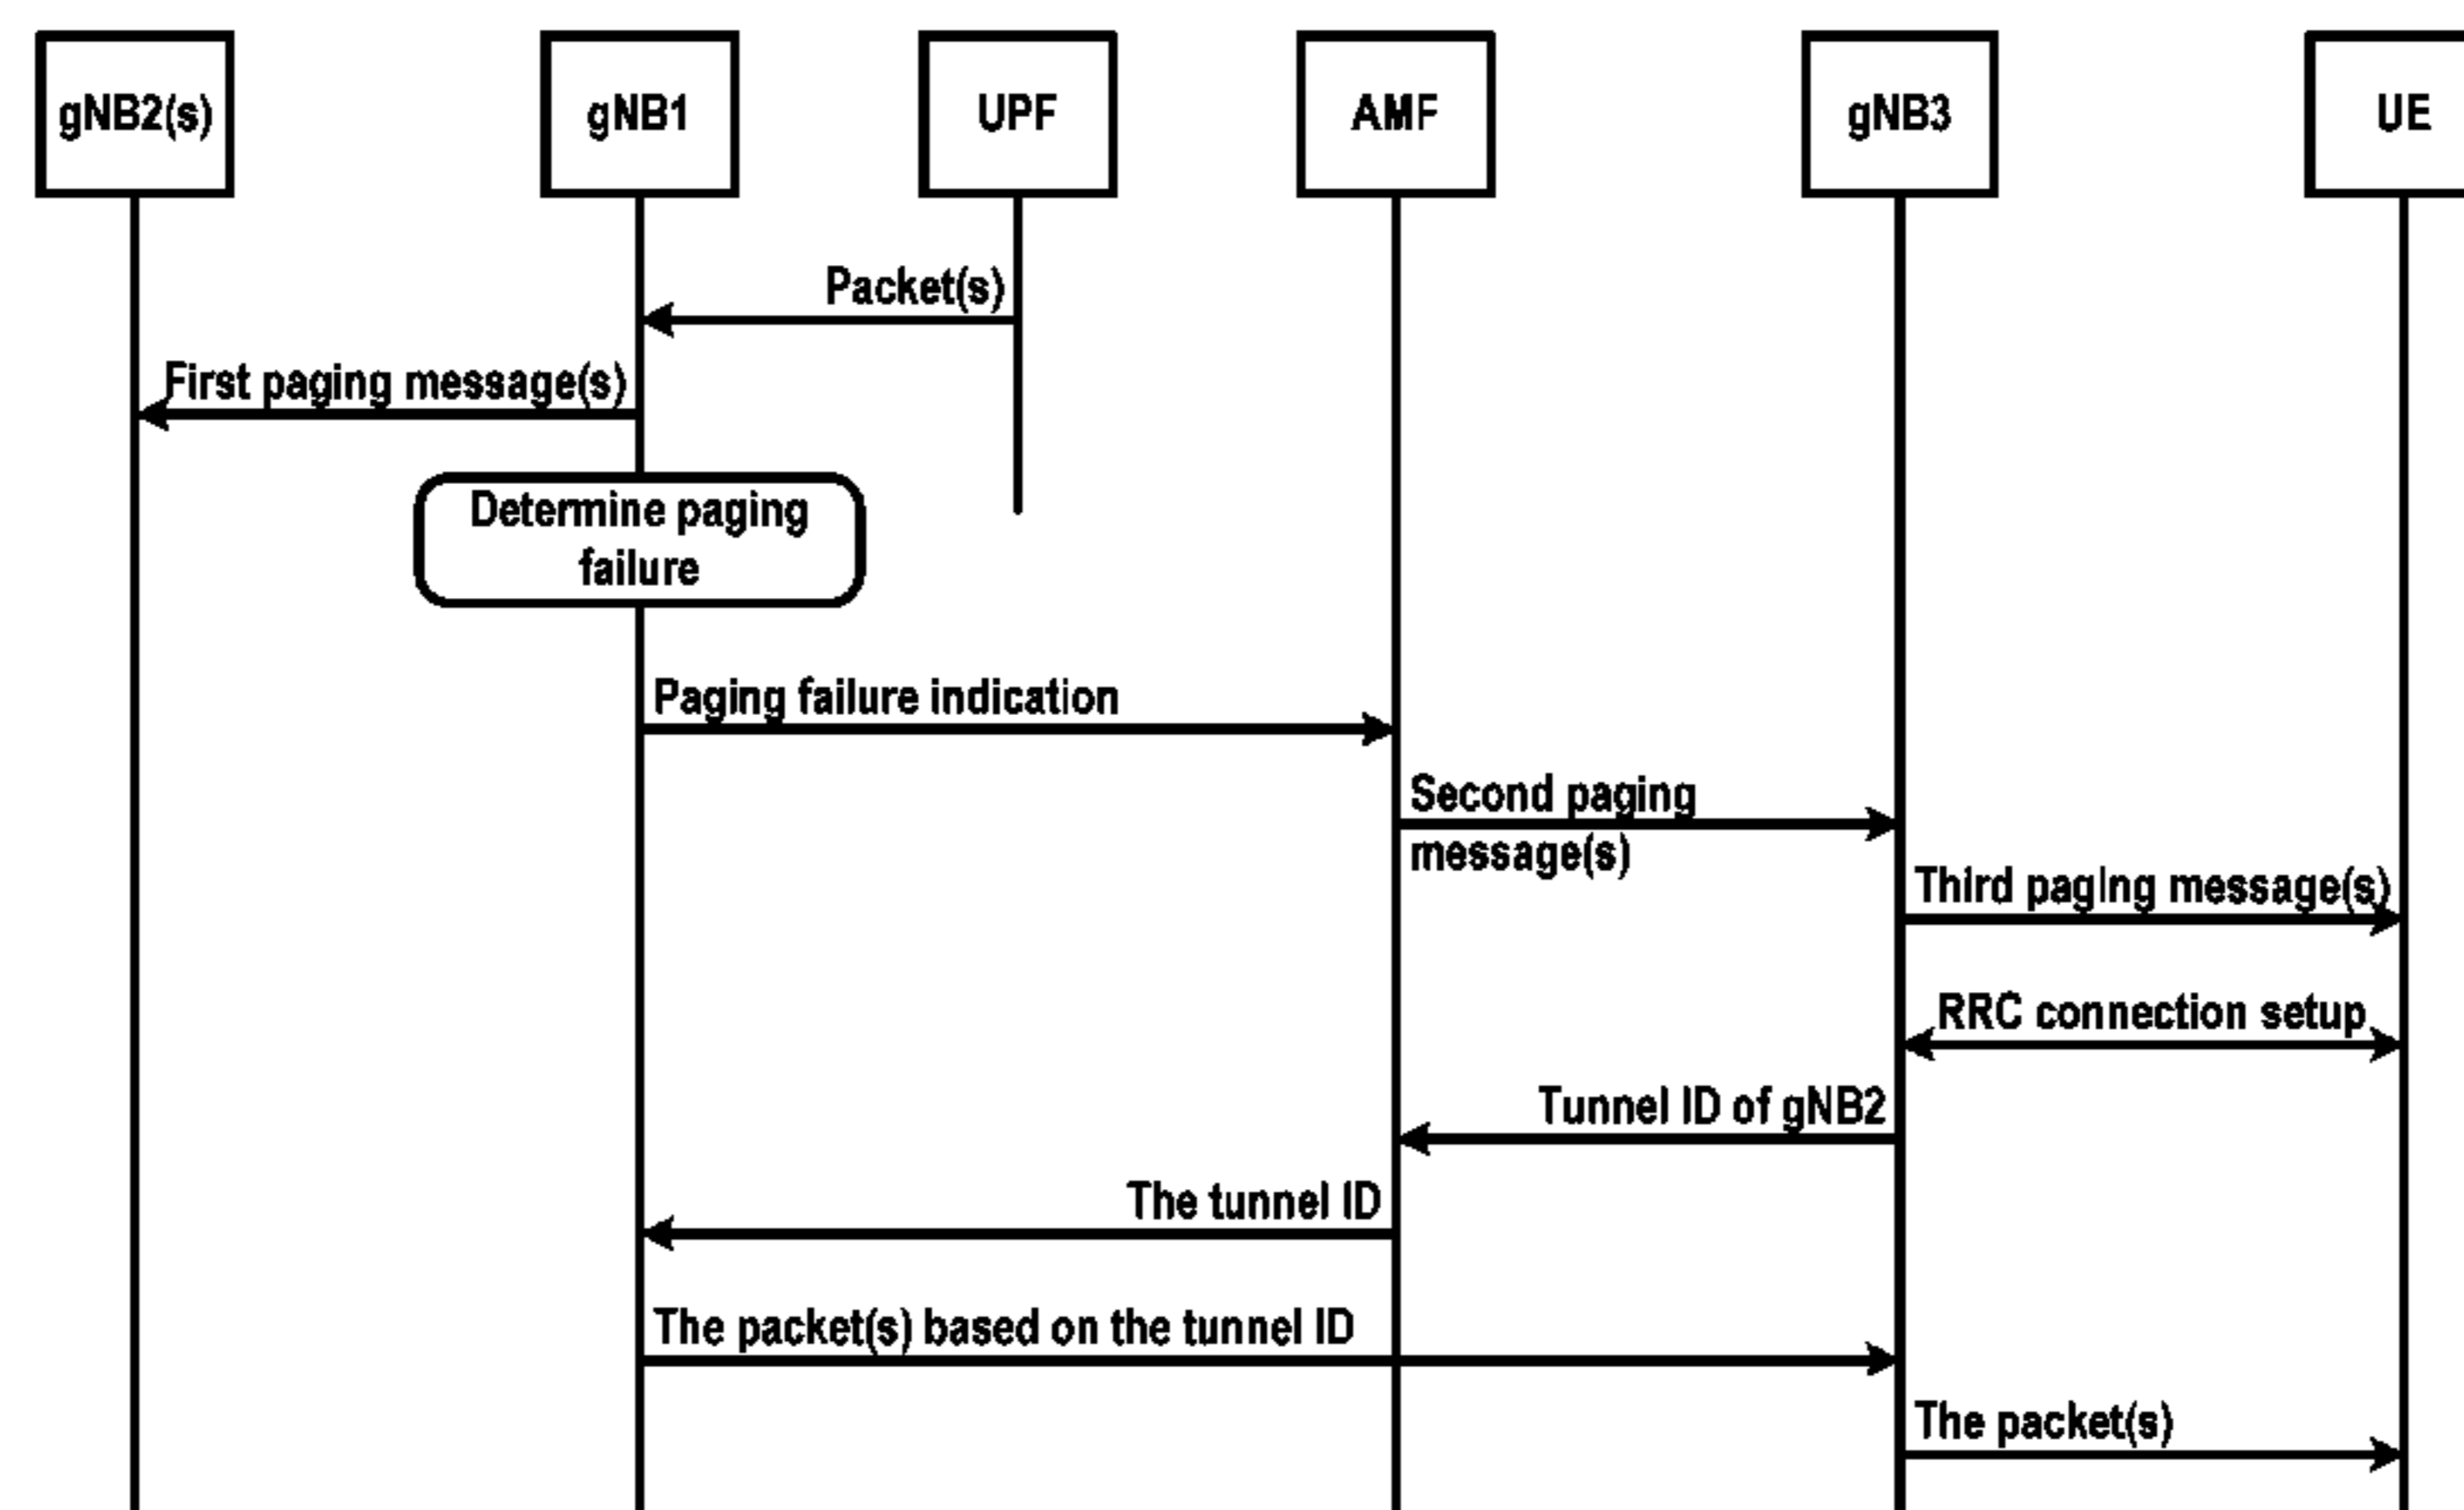 gNB2(s)
gNB1
UPF
AMF
gNB3
UE
Packet(s)
First paging message(s)
Determine paging
failure
Paging failure indication
Second paging
message(s)
Third paging message(s)
RRC connection setup
Tunnel ID of gNB2
The tunnel ID
The packet(s) based on the tunnel ID
The packet(s)